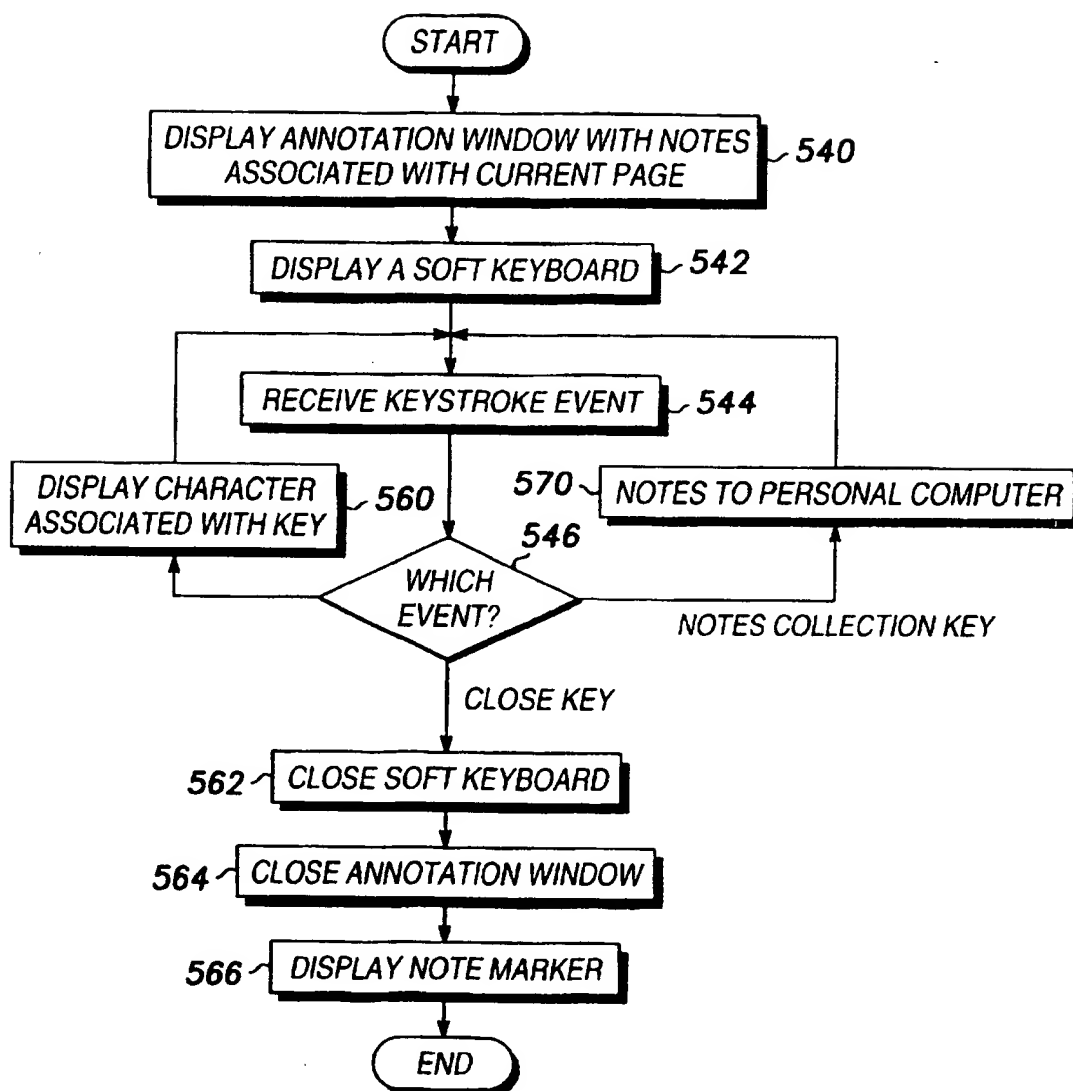 START
DISPLAY ANNOTATION WINDOW WITH NOTES
ASSOCIATED WITH CURRENT PAGE
540
DISPLAY A SOFT KEYBOARD
542
RECEIVE KEYSTROKE EVENT
544
DISPLAY CHARACTER
ASSOCIATED WITH KEY
560
570
NOTES TO PERSONAL COMPUTER
546
WHICH
EVENT?
NOTES COLLECTION KEY
CLOSE KEY
562
CLOSE SOFT KEYBOARD
564
CLOSE ANNOTATION WINDOW
566
DISPLAY NOTE MARKER
END